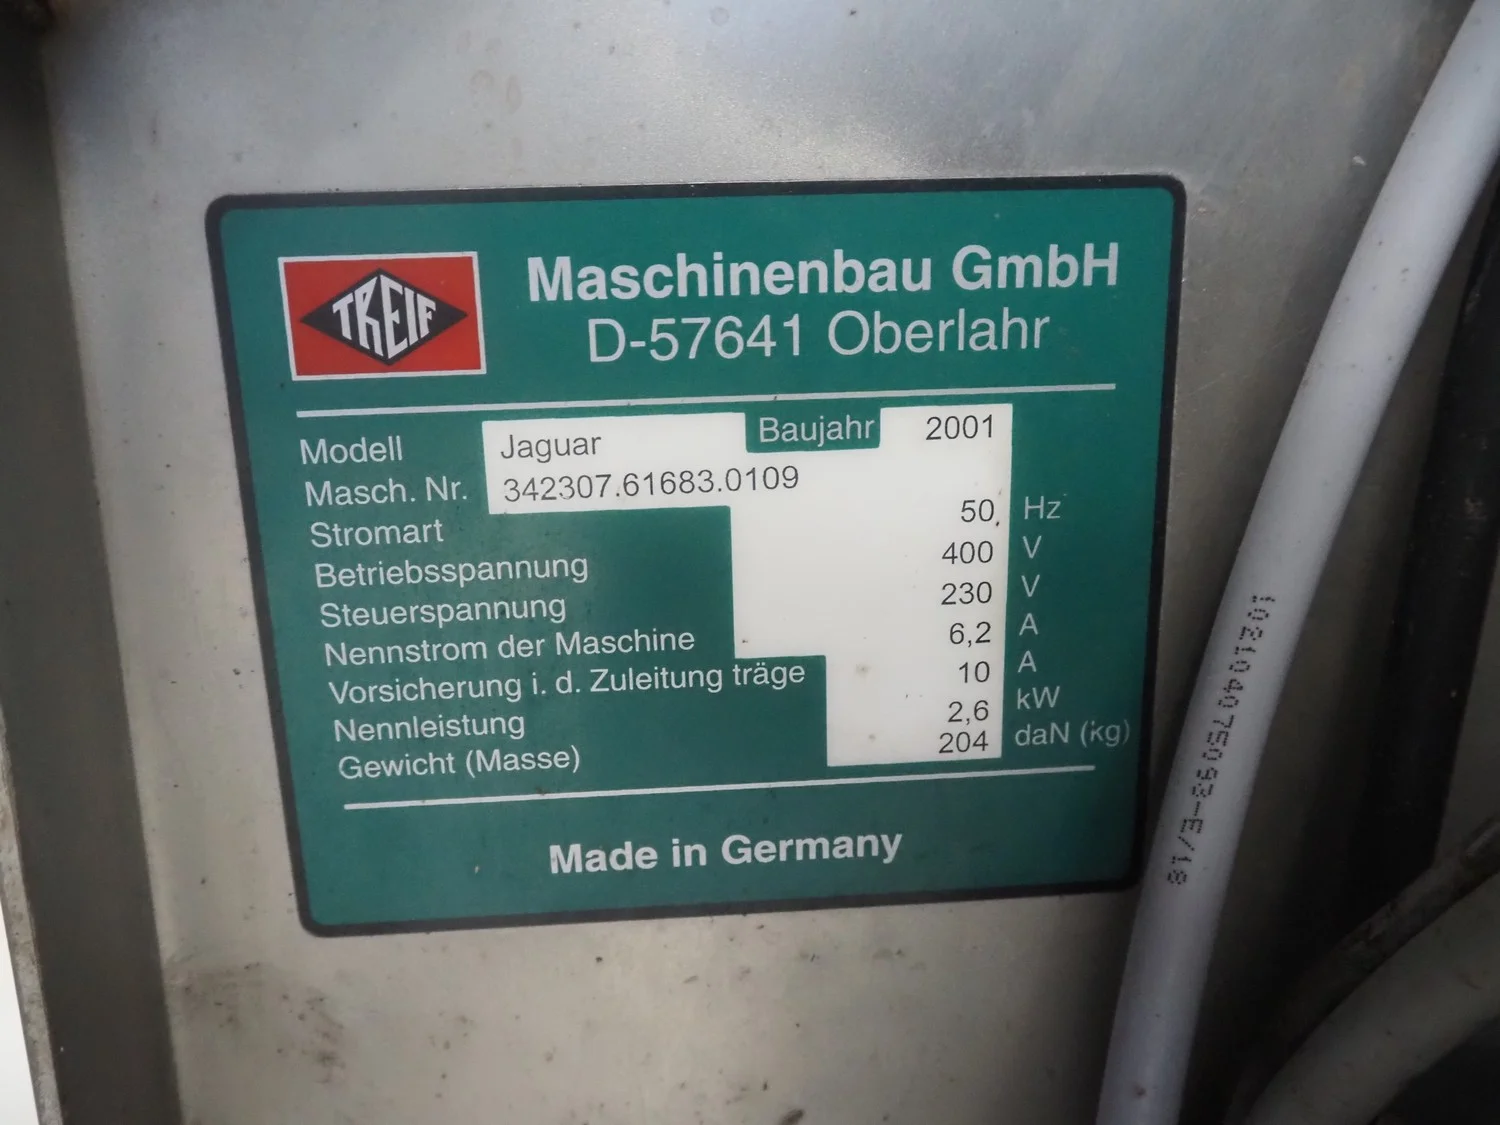 TREIF
Maschinenbau GmbH
D-57641 Oberlahr
Modell Jaguar Baujahr 2001
Masch. Nr. 342307.61683.0109
Stromart 50 Hz
Betriebsspannung 400 V
Steuerspannung 230 V
Nennstrom der Maschine 6,2 A
Vorsicherung i. d. Zuleitung träge 10 A
Nennleistung 2,6 kW
Gewicht (Masse) 204 daN (kg)
Made in Germany
102104075093-E/18